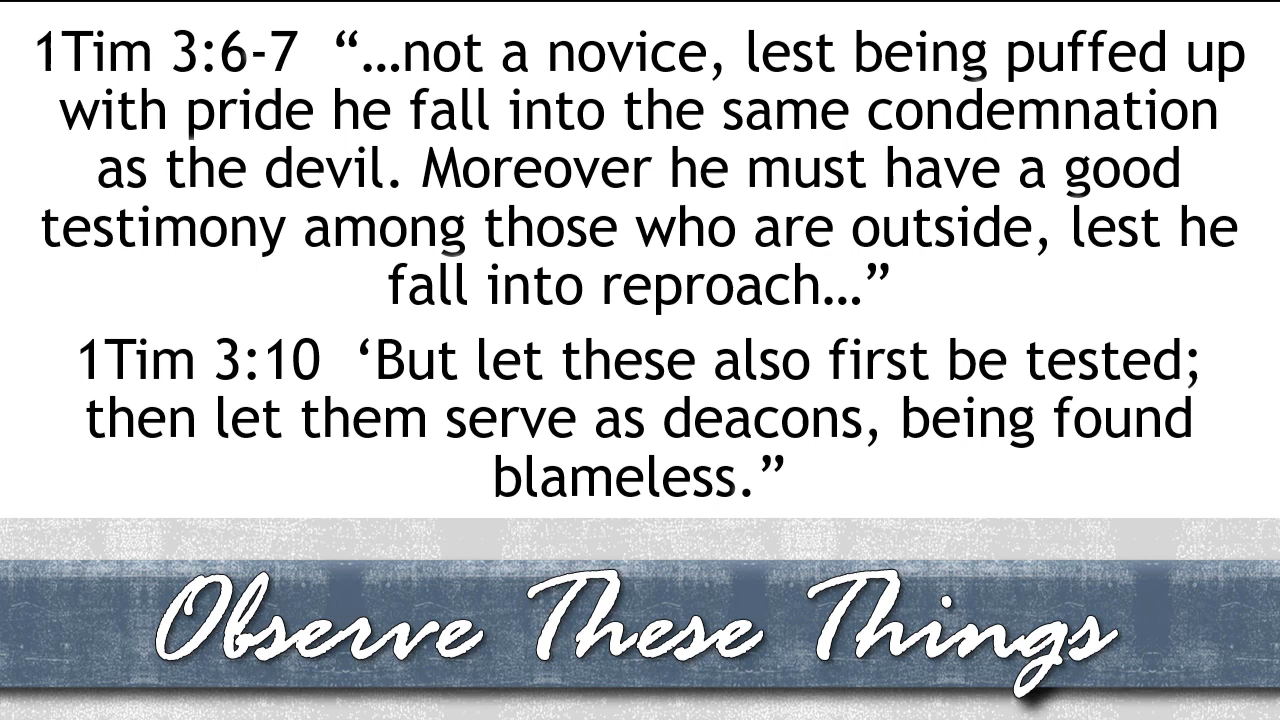 1Tim 3:6-7  “…not a novice, lest being puffed up
with pride he fall into the same condemnation
as the devil. Moreover he must have a good
testimony among those who are outside, lest he
fall into reproach…”
1Tim 3:10  ‘But let these also first be tested;
then let them serve as deacons, being found
blameless.”
Observe These Things